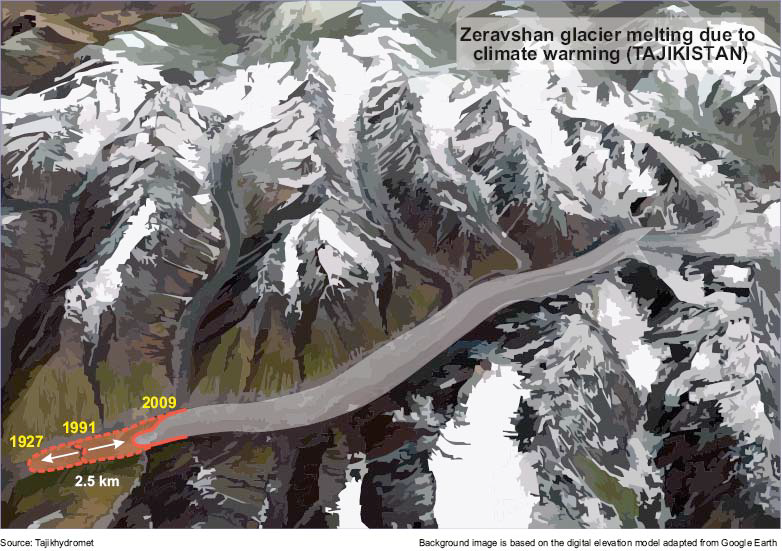 Zeravshan glacier melting due to
climate warming (TAJIKISTAN)
2009
1991
1927
2.5 km
Source: Tajikhydromet
Background image is based on the digital elevation model adapted from Google Earth